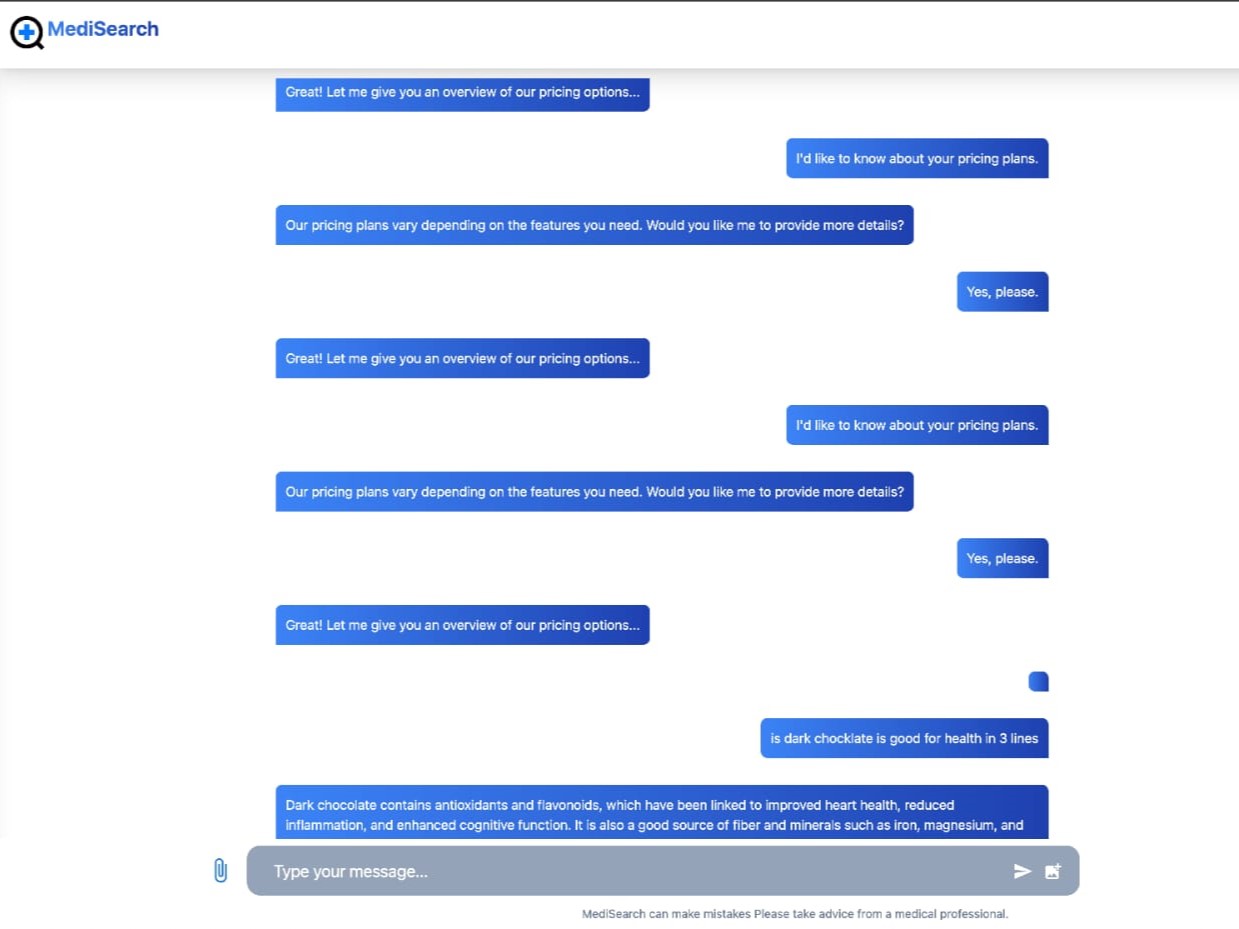 MediSearch
Great! Let me give you an overview of our pricing options...
I'd like to know about your pricing plans.
Our pricing plans vary depending on the features you need. Would you like me to provide more details?
Yes, please.
Great! Let me give you an overview of our pricing options...
I'd like to know about your pricing plans.
Our pricing plans vary depending on the features you need. Would you like me to provide more details?
Yes, please.
Great! Let me give you an overview of our pricing options...
is dark chocklate is good for health in 3 lines
Dark chocolate contains antioxidants and flavonoids, which have been linked to improved heart health, reduced
inflammation, and enhanced cognitive function. It is also a good source of fiber and minerals such as iron, magnesium, and
Type your message...
MediSearch can make mistakes Please take advice from a medical professional.